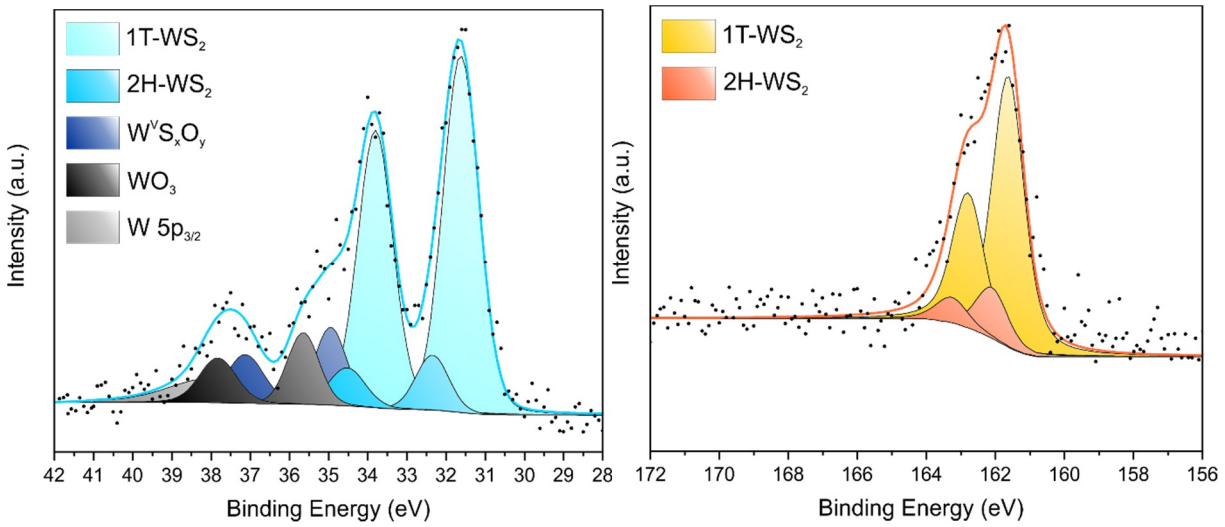 1T-WS₂
2H-WS₂
WⱽSₓOᵧ
WO₃
W 5p₃/₂
Intensity (a.u.)
42 41 40 39 38 37 36 35 34 33 32 31 30 29 28
Binding Energy (eV)
1T-WS₂
2H-WS₂
Intensity (a.u.)
172 170 168 166 164 162 160 158 156
Binding Energy (eV)